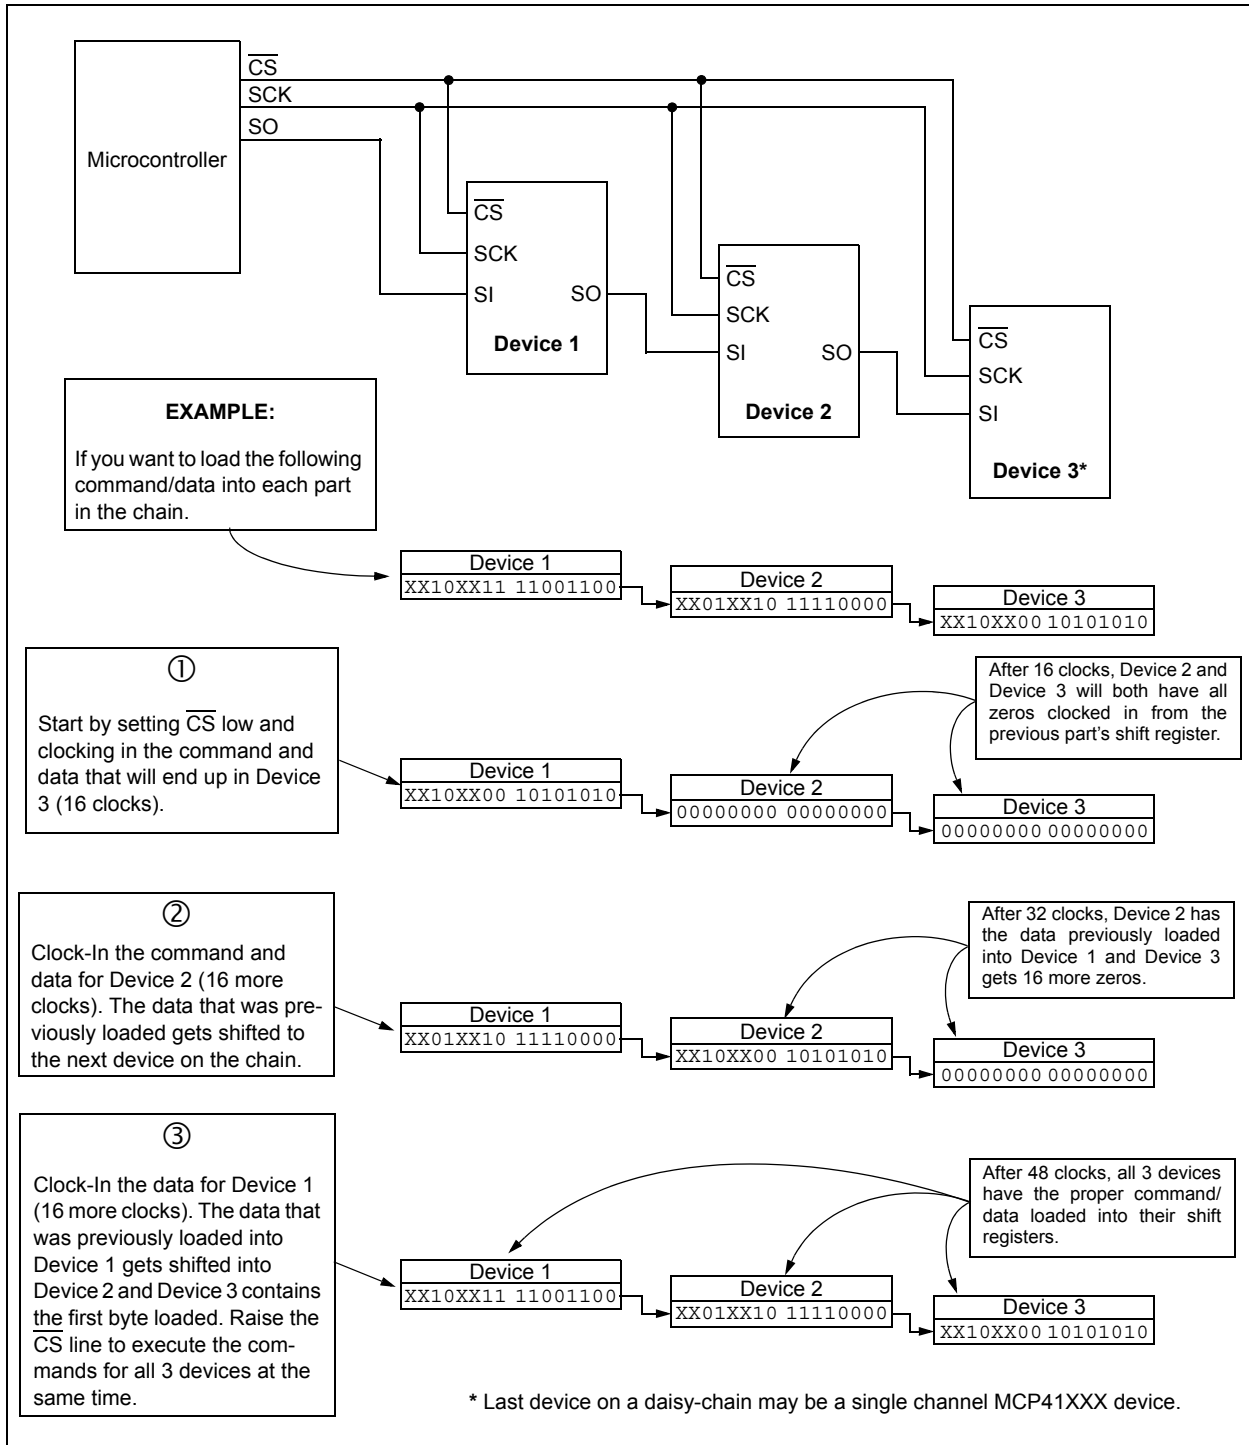 CS
SCK
SO
Microcontroller
CS
SCK
SI SO
Device 1
CS
SCK
SI SO
Device 2
CS
SCK
SI
Device 3*
EXAMPLE:
If you want to load the following
command/data into each part
in the chain.
Device 1
XX10XX11 11001100
Device 2
XX01XX10 11110000
Device 3
XX10XX00 10101010
①
Start by setting CS low and
clocking in the command and
data that will end up in Device
3 (16 clocks).
After 16 clocks, Device 2 and
Device 3 will both have all
zeros clocked in from the
previous part's shift register.
Device 1
XX10XX00 10101010
Device 2
00000000 00000000
Device 3
00000000 00000000
②
Clock-In the command and
data for Device 2 (16 more
clocks). The data that was pre-
viously loaded gets shifted to
the next device on the chain.
After 32 clocks, Device 2 has
the data previously loaded
into Device 1 and Device 3
gets 16 more zeros.
Device 1
XX01XX10 11110000
Device 2
XX10XX00 10101010
Device 3
00000000 00000000
③
Clock-In the data for Device 1
(16 more clocks). The data that
was previously loaded into
Device 1 gets shifted into
Device 2 and Device 3 contains
the first byte loaded. Raise the
CS line to execute the com-
mands for all 3 devices at the
same time.
After 48 clocks, all 3 devices
have the proper command/
data loaded into their shift
registers.
Device 1
XX10XX11 11001100
Device 2
XX01XX10 11110000
Device 3
XX10XX00 10101010
* Last device on a daisy-chain may be a single channel MCP41XXX device.